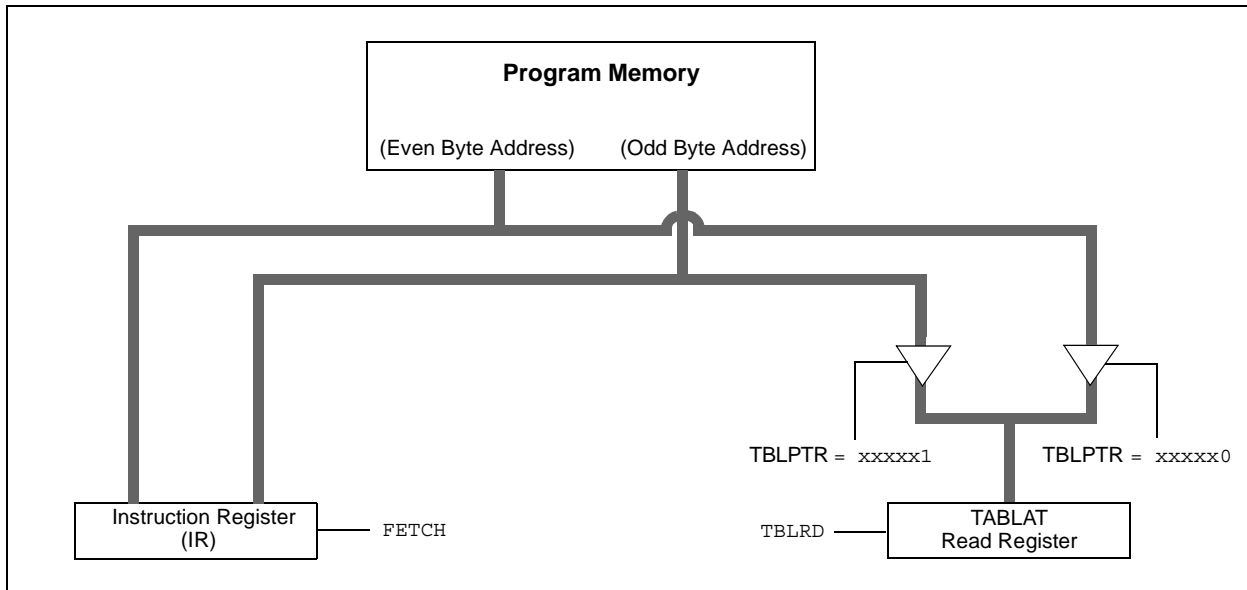 Program Memory
(Even Byte Address) (Odd Byte Address)
TBLPTR = xxxxx1 TBLPTR = xxxxx0
Instruction Register
(IR)
FETCH
TBLRD
TABLAT
Read Register